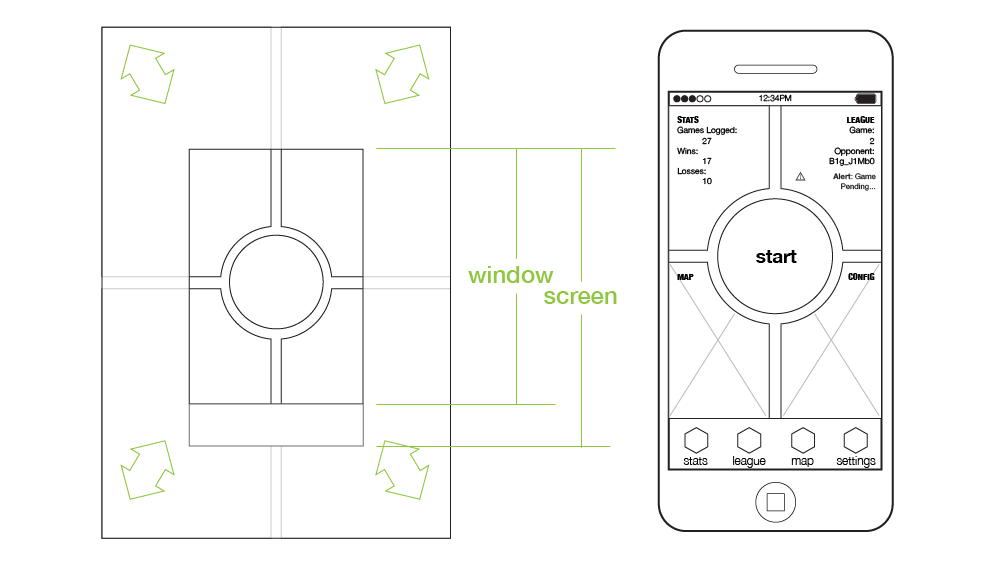 window
screen
12:34PM
STATS
Games Logged:
27
Wins:
17
Losses:
10
LEAGUE
Game:
2
Opponent:
B1g_J1Mb0
Alert: Game
Pending...
start
MAP
CONFIG
stats
league
map
settings